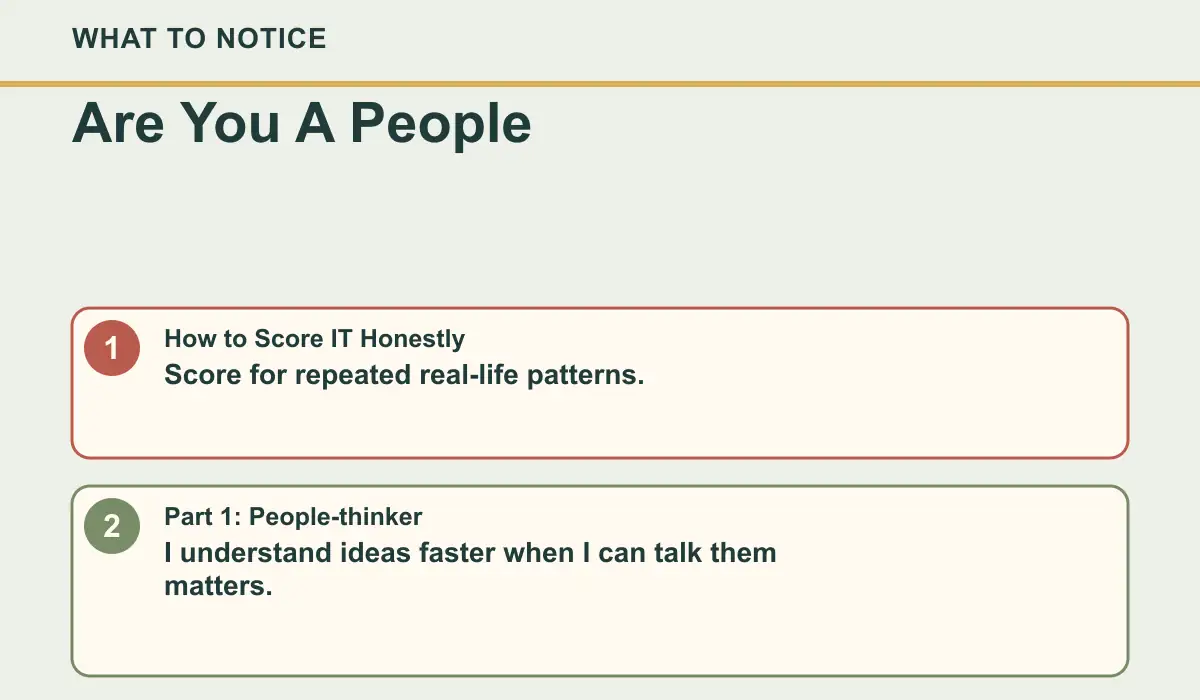 WHAT TO NOTICE
Are You A People
1
How to Score IT Honestly
Score for repeated real-life patterns.
2
Part 1: People-thinker
I understand ideas faster when I can talk them
matters.